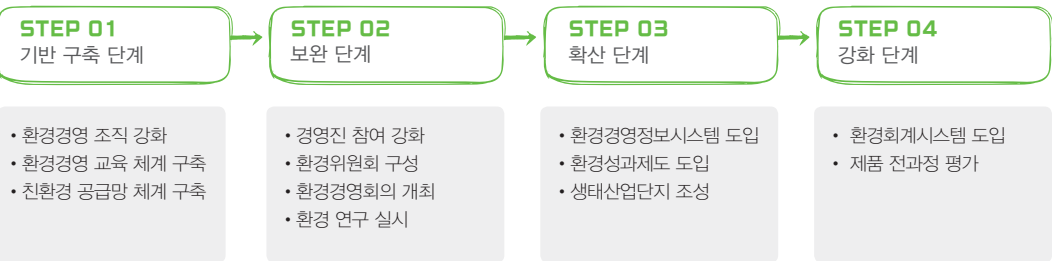 STEP 01
기반 구축 단계
STEP 02
보완 단계
STEP 03
확산 단계
STEP 04
강화 단계
• 환경경영 조직 강화
• 환경경영 교육 체계 구축
• 친환경 공급망 체계 구축
• 경영진 참여 강화
• 환경위원회 구성
• 환경경영회의 개최
• 환경 연구 실시
• 환경경영정보시스템 도입
• 환경성과제도 도입
• 생태산업단지 조성
• 환경회계시스템 도입
• 제품 전과정 평가